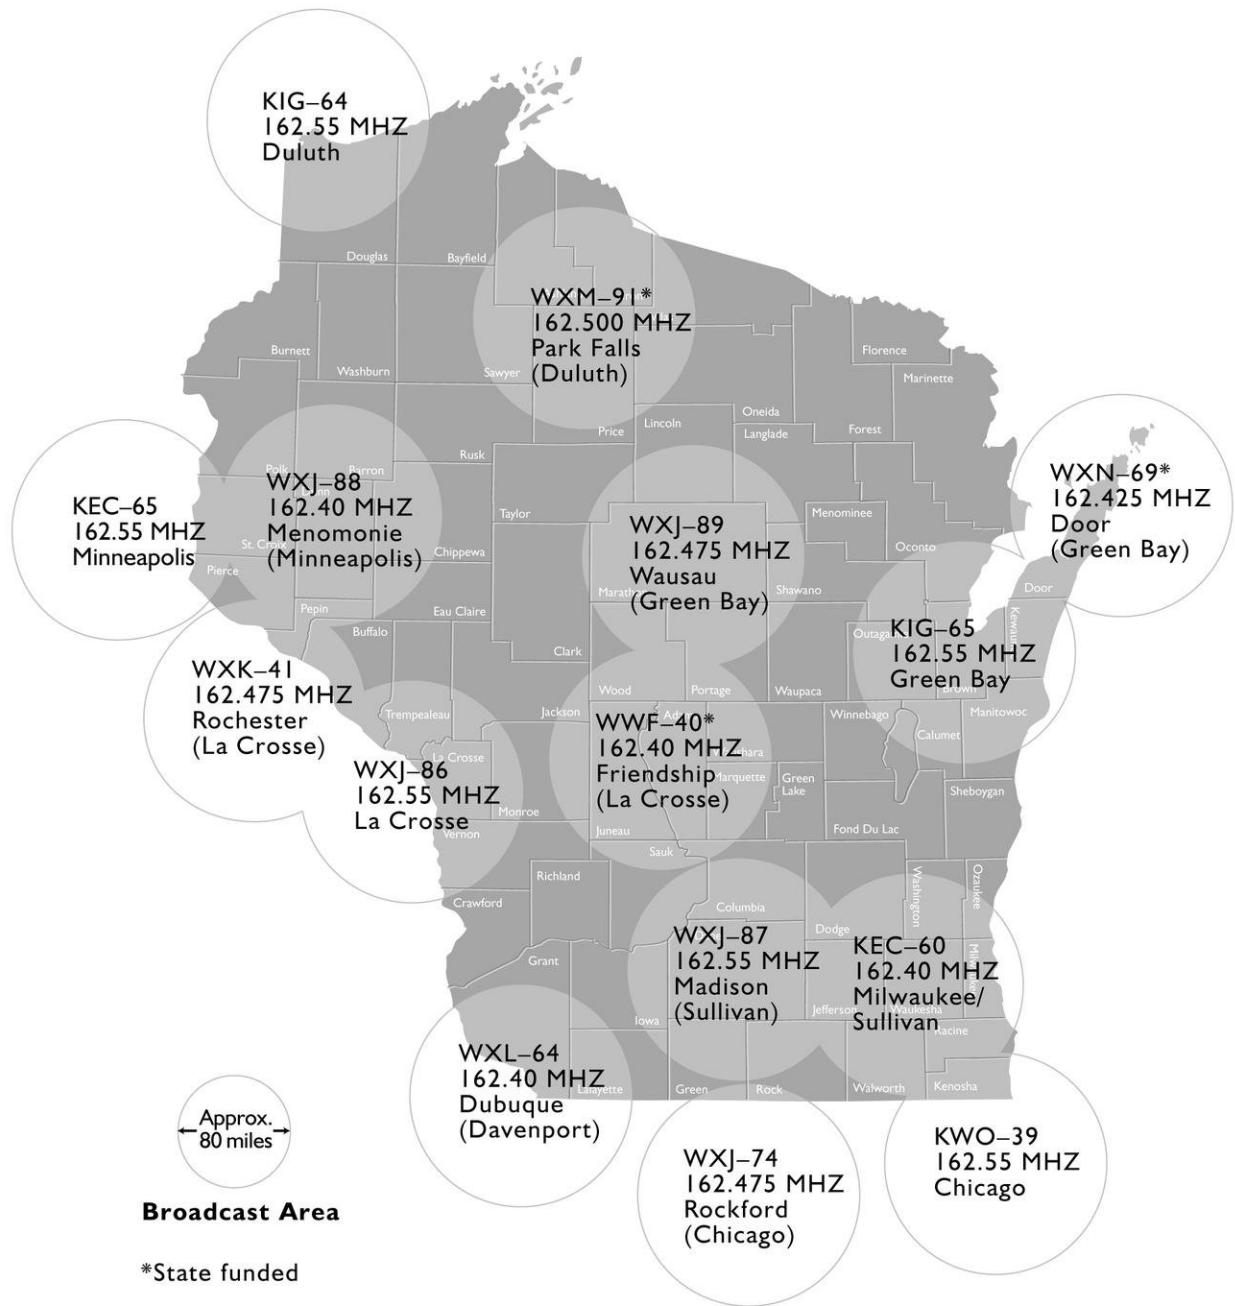 KIG–64
162.55 MHZ
Duluth
Douglas
Bayfield
WXM–91*
162.500 MHZ
Park Falls
(Duluth)
Burnett
Washburn
Sawyer
Florence
Marinette
Price
Lincoln
Oneida
Langlade
Forest
Polk
Barron
Rusk
KEC–65
162.55 MHZ
Minneapolis
WXJ–88
162.40 MHZ
Menomonie
(Minneapolis)
St. Croix
Pierce
Pepin
Taylor
Chippewa
Eau Claire
WXJ–89
162.475 MHZ
Wausau
(Green Bay)
Menominee
Oconto
Shawano
WXN–69*
162.425 MHZ
Door
(Green Bay)
Door
KIG–65
162.55 MHZ
Green Bay
Brown
Buffalo
Clark
WXK–41
162.475 MHZ
Rochester
(La Crosse)
Trempealeau
Jackson
Wood
Portage
Waupaca
Winnebago
Manitowoc
Calumet
La Crosse
WXJ–86
162.55 MHZ
La Crosse
Monroe
Vernon
WWF–40*
162.40 MHZ
Friendship
(La Crosse)
Marquette
Green
Lake
Sheboygan
Juneau
Sauk
Fond Du Lac
Richland
Crawford
Columbia
Dodge
Washington
Ozaukee
WXJ–87
162.55 MHZ
Madison
(Sullivan)
KEC–60
162.40 MHZ
Milwaukee/
Sullivan
Grant
Iowa
Jefferson
Waukesha
Racine
WXL–64
162.40 MHZ
Dubuque
(Davenport)
Lafayette
Green
Rock
Walworth
Kenosha
WXJ–74
162.475 MHZ
Rockford
(Chicago)
KWO–39
162.55 MHZ
Chicago
Approx.
80 miles
Broadcast Area
*State funded